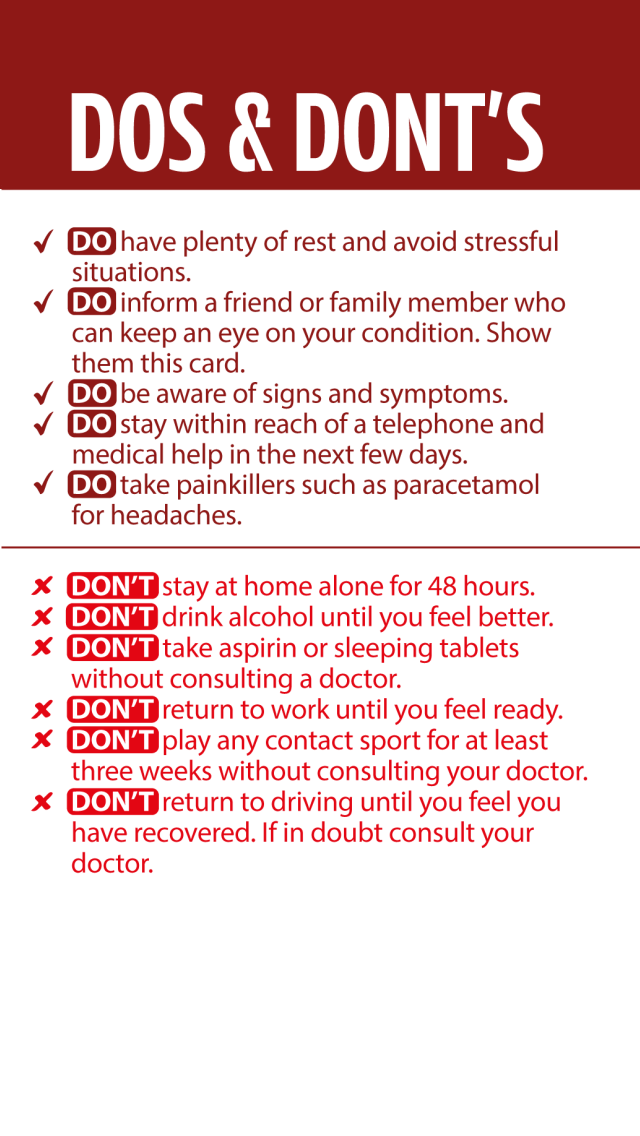 DOS & DONT'S
✓ DO have plenty of rest and avoid stressful
situations.
✓ DO inform a friend or family member who
can keep an eye on your condition. Show
them this card.
✓ DO be aware of signs and symptoms.
✓ DO stay within reach of a telephone and
medical help in the next few days.
✓ DO take painkillers such as paracetamol
for headaches.
✘ DON'T stay at home alone for 48 hours.
✘ DON'T drink alcohol until you feel better.
✘ DON'T take aspirin or sleeping tablets
without consulting a doctor.
✘ DON'T return to work until you feel ready.
✘ DON'T play any contact sport for at least
three weeks without consulting your doctor.
✘ DON'T return to driving until you feel you
have recovered. If in doubt consult your
doctor.